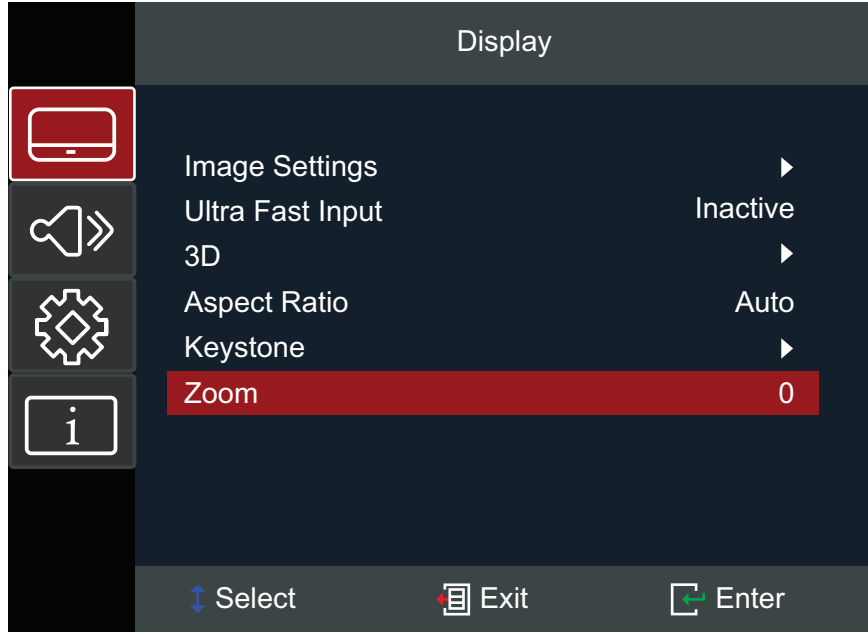 Display
Image Settings
Ultra Fast Input Inactive
3D
Aspect Ratio Auto
Keystone
Zoom 0
i
Select Exit Enter